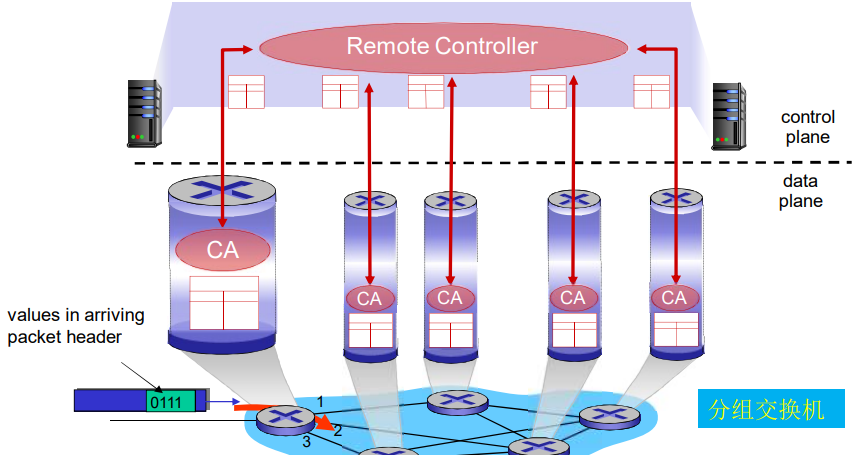 Remote Controller
control
plane
data
plane
CA
CA
CA
CA
CA
values in arriving
packet header
0111
1
2
3
分组交换机